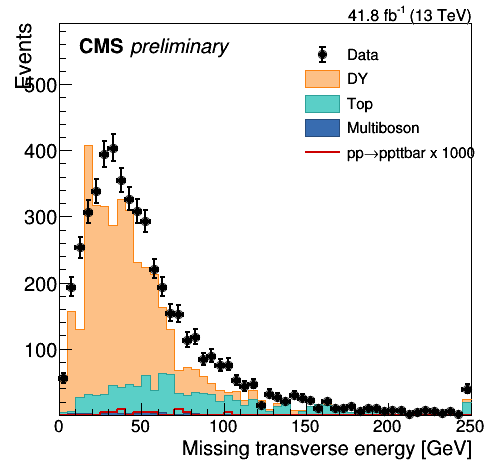 41.8 fb⁻¹ (13 TeV)
CMS preliminary
Events
Data
DY
Top
Multiboson
pp→ppttbar x 1000
500
400
300
200
100
0 50 100 150 200 250
Missing transverse energy [GeV]